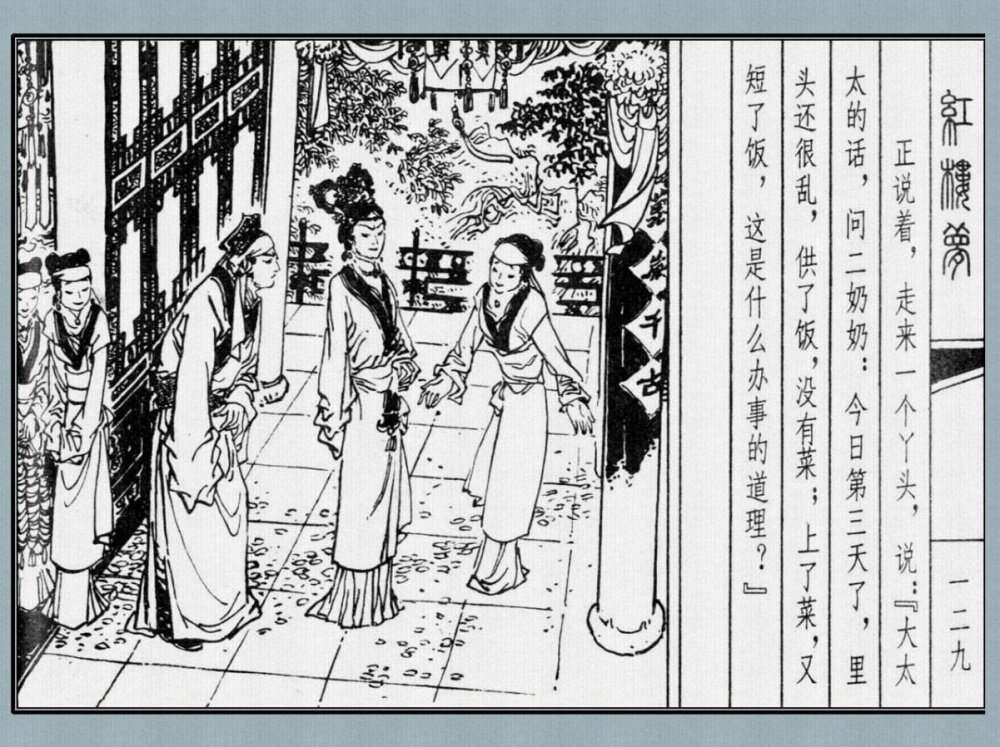 紅樓夢
一二九
正说着，走来一个丫头，说：『大太
太的话，问二奶奶：今日第三天了，里
头还很乱，供了饭，没有菜；上了菜，又
短了饭，这是什么办事的道理？』
千古